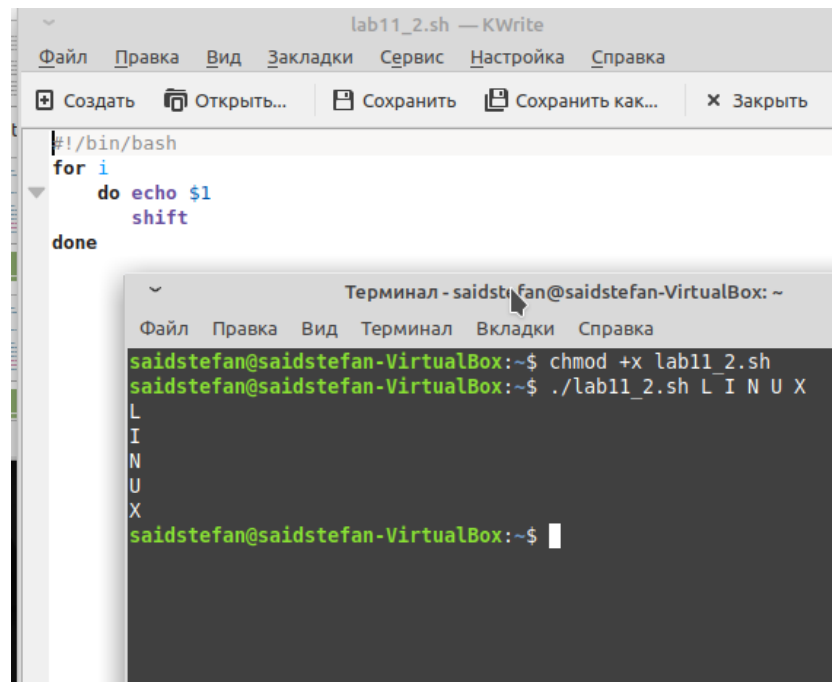 lab11_2.sh — KWrite
Файл Правка Вид Закладки Сервис Настройка Справка
Создать Открыть... Сохранить Сохранить как... Закрыть
#!/bin/bash
for i
do echo $1
shift
done
Терминал - saidstefan@saidstefan-VirtualBox: ~
Файл Правка Вид Терминал Вкладки Справка
saidstefan@saidstefan-VirtualBox:~$ chmod +x lab11_2.sh
saidstefan@saidstefan-VirtualBox:~$ ./lab11_2.sh L I N U X
L
I
N
U
X
saidstefan@saidstefan-VirtualBox:~$